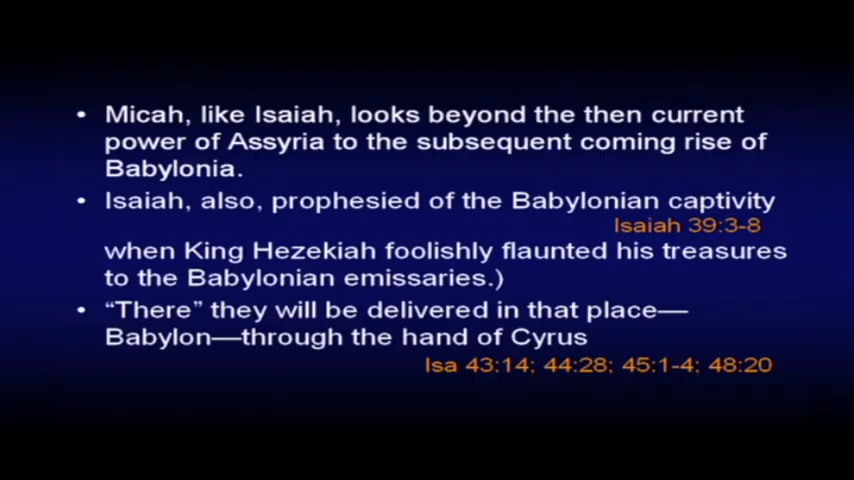 • Micah, like Isaiah, looks beyond the then current
power of Assyria to the subsequent coming rise of
Babylonia.
• Isaiah, also, prophesied of the Babylonian captivity
Isaiah 39:3-8
when King Hezekiah foolishly flaunted his treasures
to the Babylonian emissaries.)
• “There” they will be delivered in that place—
Babylon—through the hand of Cyrus
Isa 43:14; 44:28; 45:1-4; 48:20